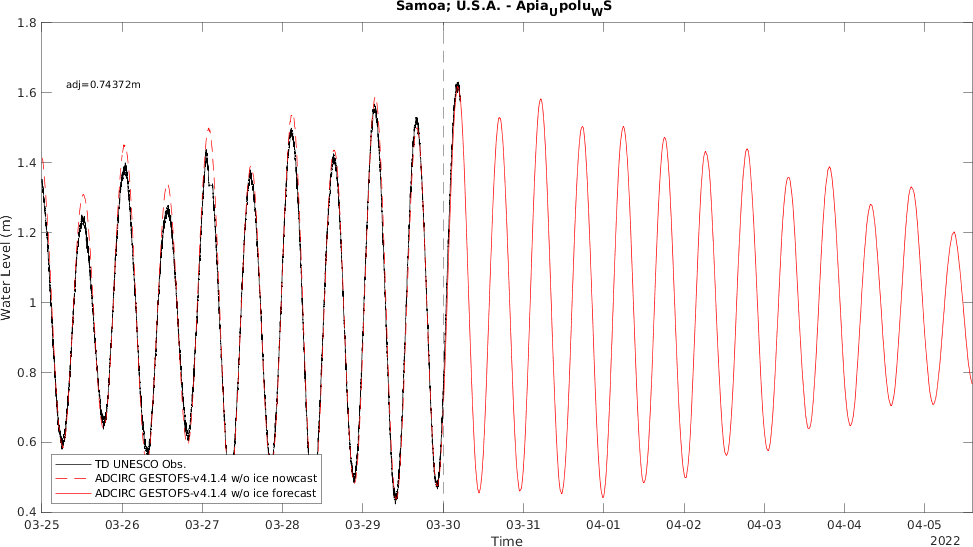 Samoa; U.S.A. - ApiaUpoluWS
1.8
1.6
1.4
1.2
1
0.8
0.6
0.4
Water Level (m)
adj=0.74372m
TD UNESCO Obs.
ADCIRC GESTOFS-v4.1.4 w/o ice nowcast
ADCIRC GESTOFS-v4.1.4 w/o ice forecast
03-25 03-26 03-27 03-28 03-29 03-30 03-31 04-01 04-02 04-03 04-04 04-05
Time
2022